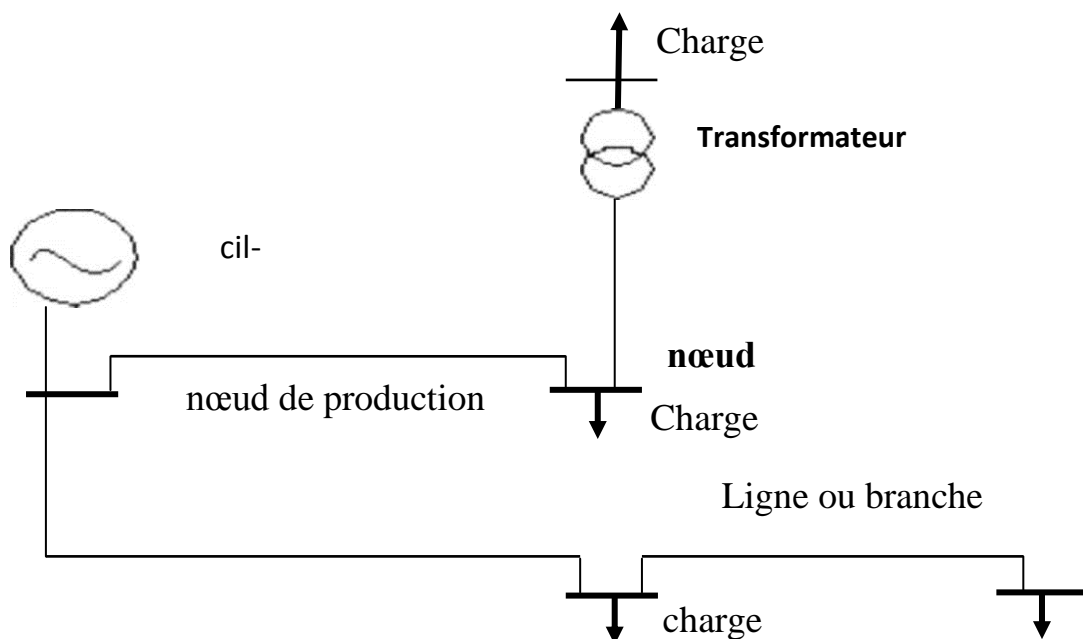 Charge
Transformateur
cil-
nœud
nœud de production
Charge
Ligne ou branche
charge